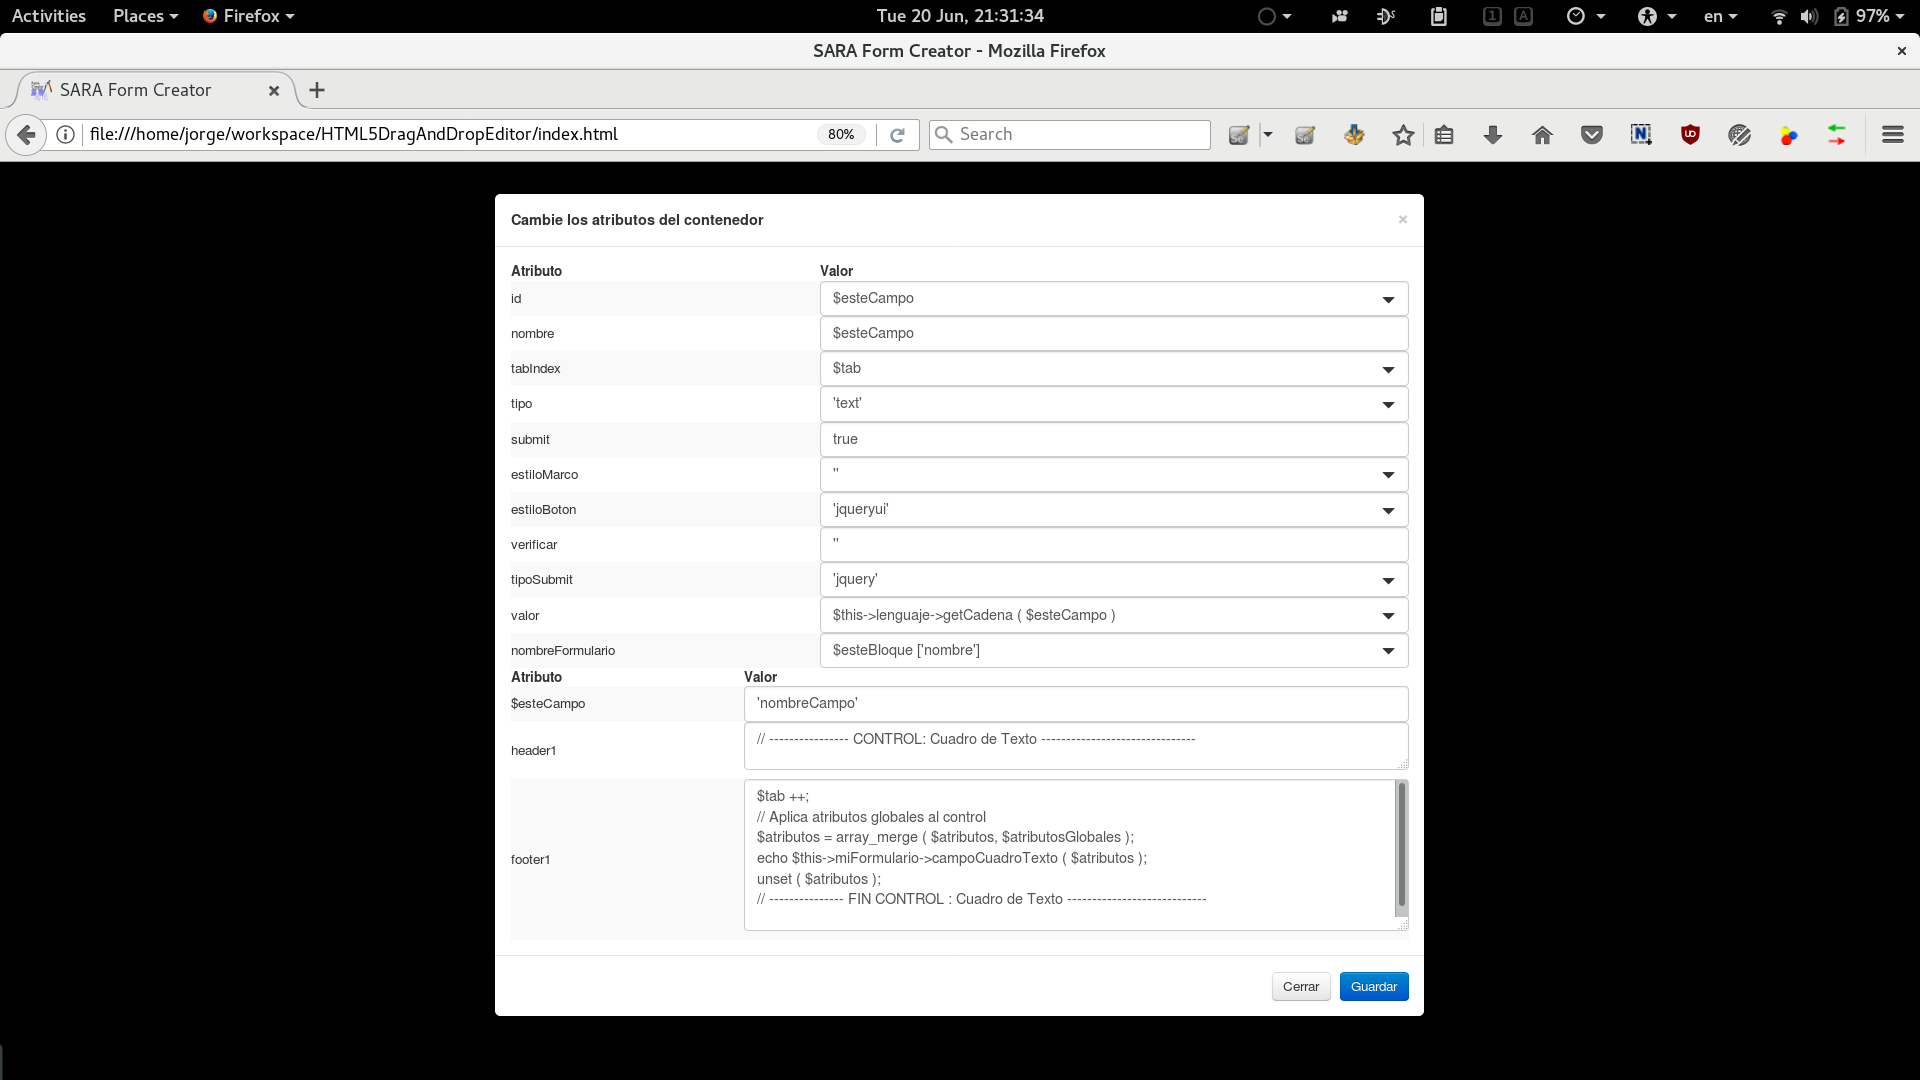 Activities Places Firefox Tue 20 Jun, 21:31:34 1 A en 97%
SARA Form Creator - Mozilla Firefox ×
SARA Form Creator
file:///home/jorge/workspace/HTML5DragAndDropEditor/index.html 80% Search
Cambie los atributos del contenedor ×
Atributo Valor
id $esteCampo
nombre $esteCampo
tabIndex $tab
tipo 'text'
submit true
estiloMarco ''
estiloBoton 'jqueryui'
verificar ''
tipoSubmit 'jquery'
valor $this->lenguaje->getCadena ( $esteCampo )
nombreFormulario $esteBloque ['nombre']
Atributo Valor
$esteCampo 'nombreCampo'
header1 // ---------------- CONTROL: Cuadro de Texto -------------------------------
footer1
$tab ++;
// Aplica atributos globales al control
$atributos = array_merge ( $atributos, $atributosGlobales );
echo $this->miFormulario->campoCuadroTexto ( $atributos );
unset ( $atributos );
// --------------- FIN CONTROL : Cuadro de Texto ----------------------------
Cerrar Guardar